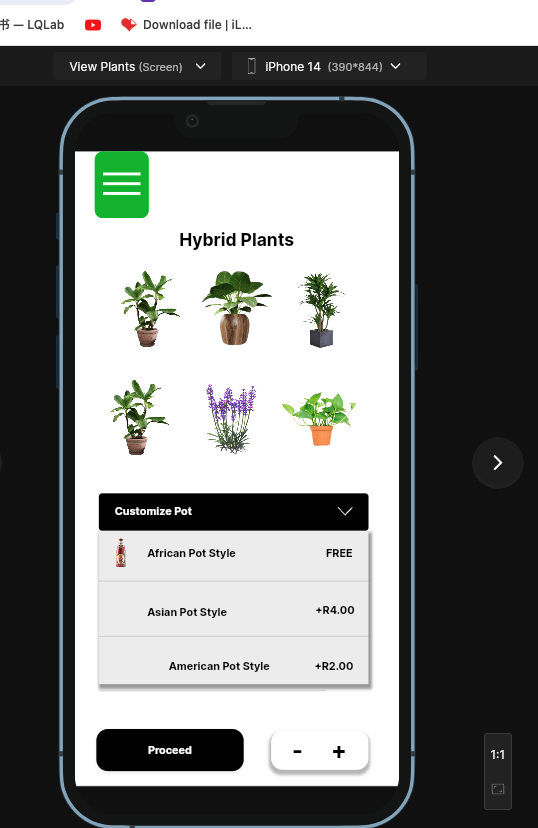 书 — LQLab
Download file | iL...
View Plants (Screen)
iPhone 14 (390*844)
Hybrid Plants
Customize Pot
African Pot Style FREE
Asian Pot Style +R4.00
American Pot Style +R2.00
Proceed - +
1:1